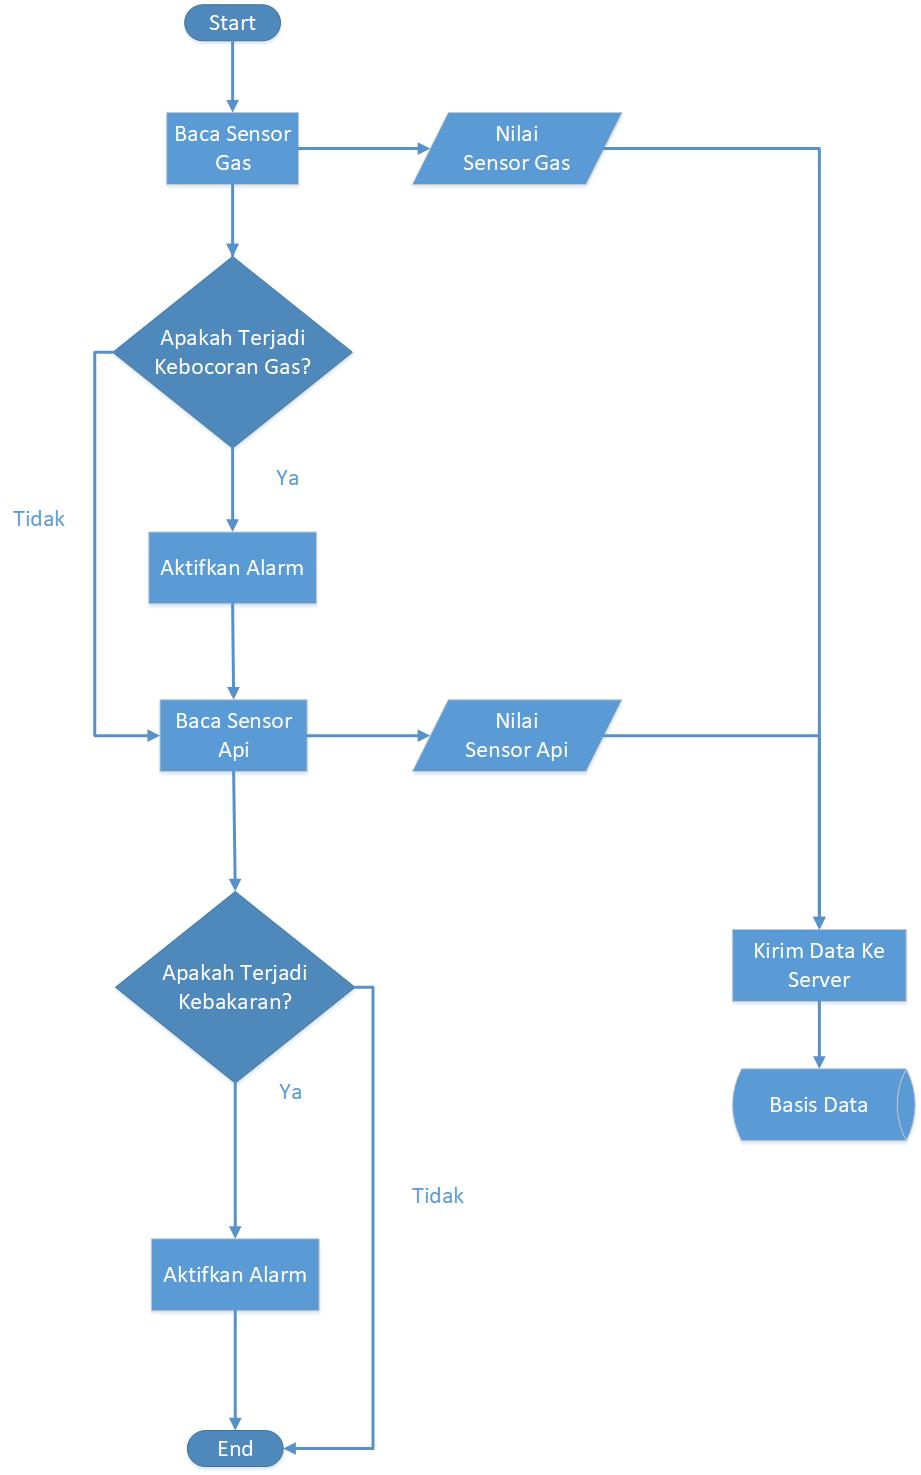 Start
Baca Sensor
Gas
Nilai
Sensor Gas
Apakah Terjadi
Kebocoran Gas?
Ya
Tidak
Aktifkan Alarm
Baca Sensor
Api
Nilai
Sensor Api
Apakah Terjadi
Kebakaran?
Kirim Data Ke
Server
Ya
Basis Data
Tidak
Aktifkan Alarm
End